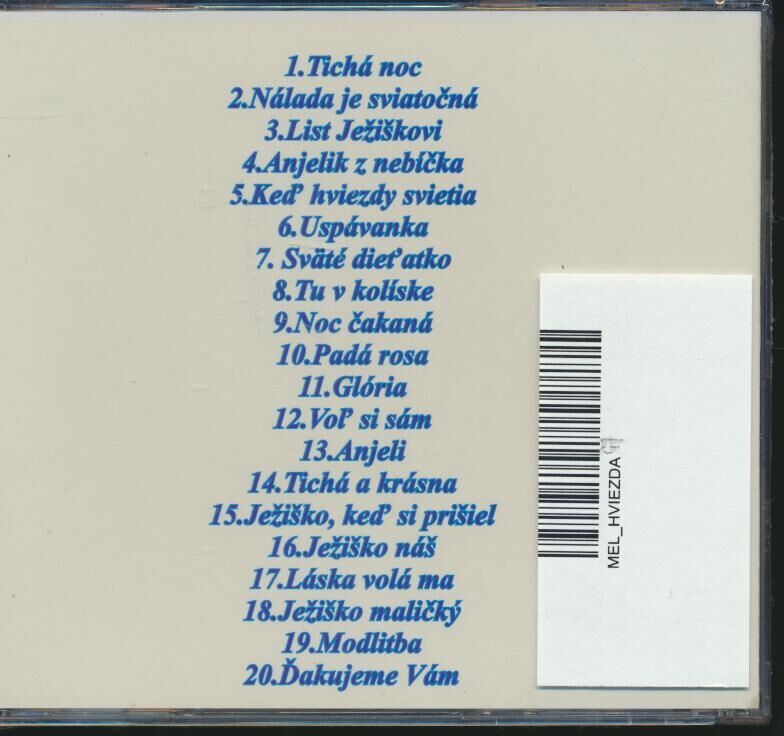 1.Tichá noc
2.Nálada je sviatočná
3.List Ježiškovi
4.Anjelik z nebíčka
5.Keď hviezdy svietia
6.Uspávanka
7. Sväté dieťatko
8.Tu v kolíske
9.Noc čakaná
10.Padá rosa
11.Glória
12.Voľ si sám
13.Anjeli
14.Tichá a krásna
15.Ježiško, keď si prišiel
16.Ježiško náš
17.Láska volá ma
18.Ježiško maličký
19.Modlitba
20.Ďakujeme Vám
MEL_HVIEZDA